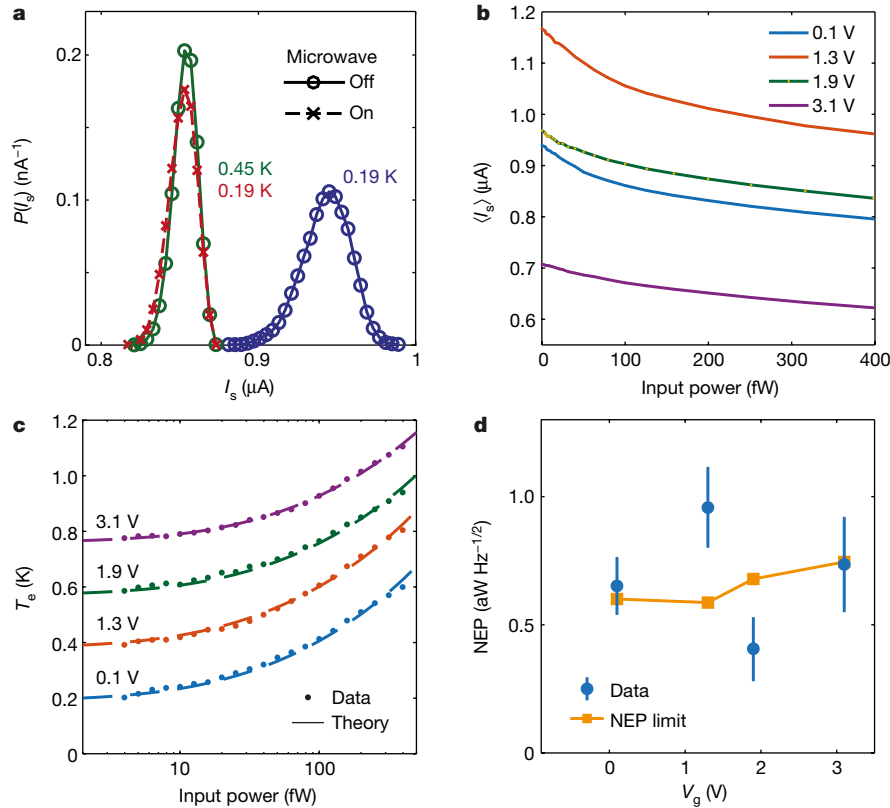 a
0.2
0.1
0
P(Iₛ) (nA⁻¹)
Microwave
Off
On
0.45 K
0.19 K
0.19 K
0.8
0.9
1
Iₛ (μA)
b
1.2
1.1
1.0
0.9
0.8
0.7
0.6
⟨Iₛ⟩ (μA)
0.1 V
1.3 V
1.9 V
3.1 V
0
100
200
300
400
Input power (fW)
c
1.2
1.0
0.8
0.6
0.4
0.2
0
Tₑ (K)
3.1 V
1.9 V
1.3 V
0.1 V
Data
Theory
10
100
Input power (fW)
d
1.0
0.5
0
NEP (aW Hz⁻¹/²)
Data
NEP limit
0
1
2
3
V_g (V)